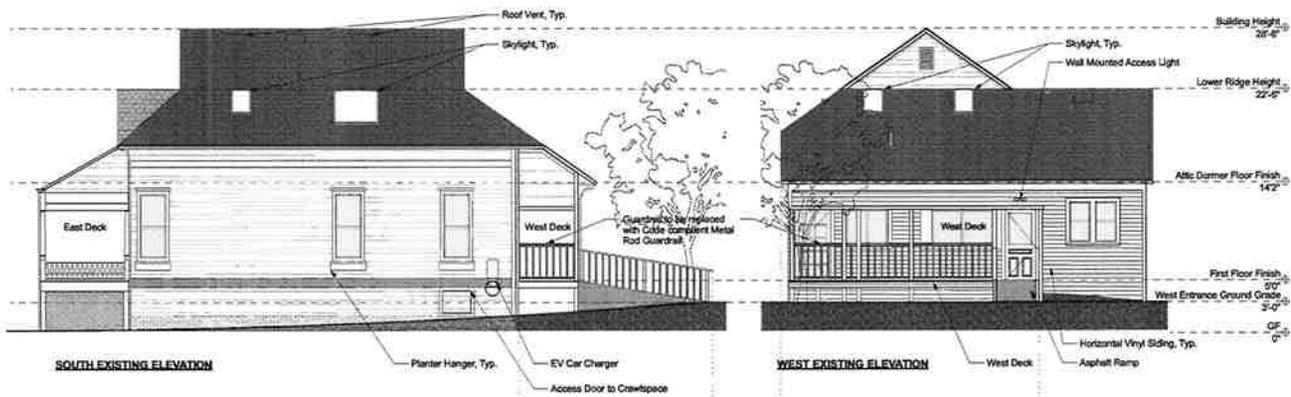 Roof Vent, Typ.
Skylight, Typ.
East Deck
West Deck
Guardrail to be replaced
with Code compliant Metal
Rod Guardrail
SOUTH EXISTING ELEVATION
Planter Hanger, Typ.
EV Car Charger
Access Door to Crawlspace
Building Height
28'-6"
Skylight, Typ.
Wall Mounted Access Light
Lower Ridge Height
22'-6"
Attic Dormer Floor Finish
14'2"
West Deck
First Floor Finish
5'0"
West Entrance Ground Grade
3'-0"
GF
0"
Horizontal Vinyl Siding, Typ.
WEST EXISTING ELEVATION
West Deck
Asphalt Ramp